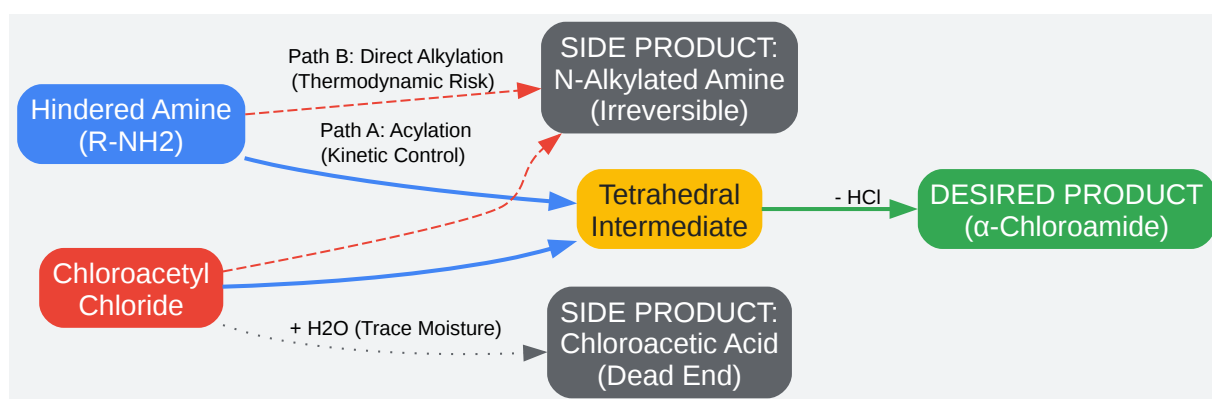 Path B: Direct Alkylation
(Thermodynamic Risk)
SIDE PRODUCT:
N-Alkylated Amine
(Irreversible)
Hindered Amine
(R-NH2)
Path A: Acylation
(Kinetic Control)
Tetrahedral
Intermediate
- HCl
DESIRED PRODUCT
(α-Chloroamide)
Chloroacetyl
Chloride
+ H2O (Trace Moisture)
SIDE PRODUCT:
Chloroacetic Acid
(Dead End)